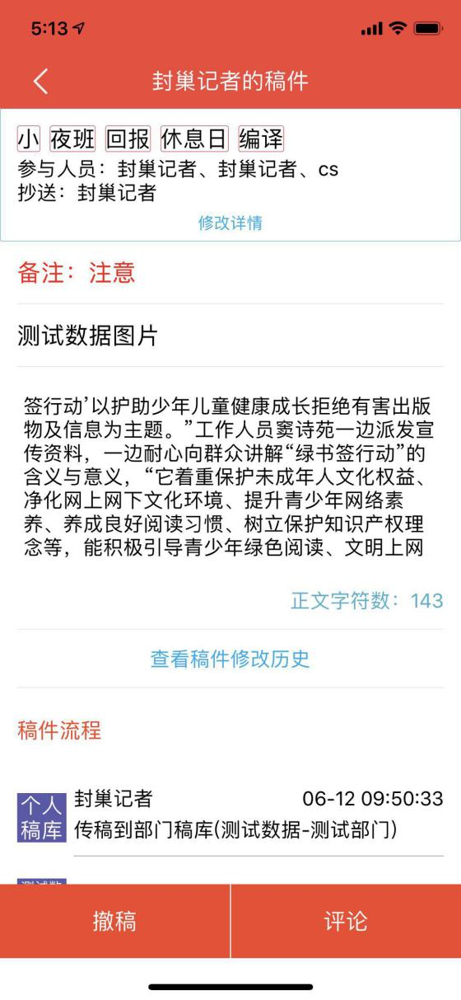 5:13
封巢记者的稿件
小 夜班 回报 休息日 编译
参与人员：封巢记者、封巢记者、cs
抄送：封巢记者
修改详情
备注：注意
测试数据图片
签行动’以护助少年儿童健康成长拒绝有害出版
物及信息为主题。”工作人员窦诗苑一边派发宣
传资料，一边耐心向群众讲解“绿书签行动”的
含义与意义，“它着重保护未成年人文化权益、
净化网上网下文化环境、提升青少年网络素
养、养成良好阅读习惯、树立保护知识产权理
念等，能积极引导青少年绿色阅读、文明上网
正文字符数：143
查看稿件修改历史
稿件流程
个人
稿库
封巢记者 06-12 09:50:33
传稿到部门稿库(测试数据-测试部门)
撤稿 评论